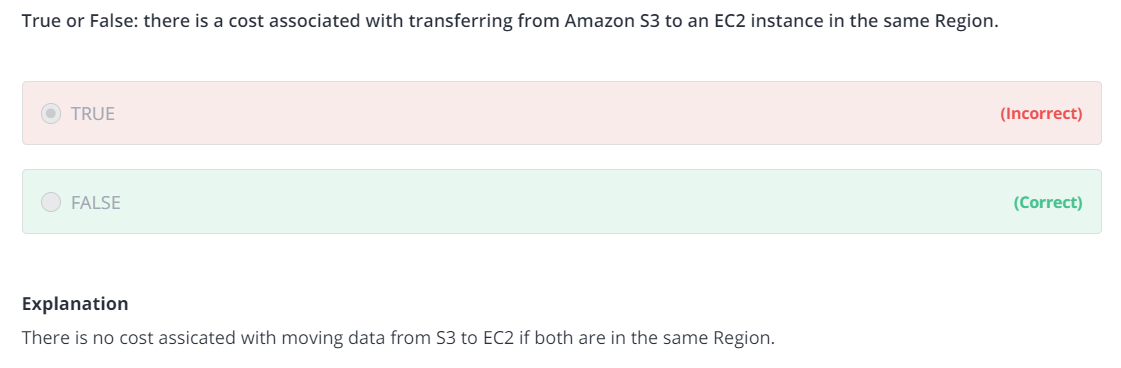 True or False: there is a cost associated with transferring from Amazon S3 to an EC2 instance in the same Region.
TRUE (Incorrect)
FALSE (Correct)
Explanation
There is no cost assicated with moving data from S3 to EC2 if both are in the same Region.